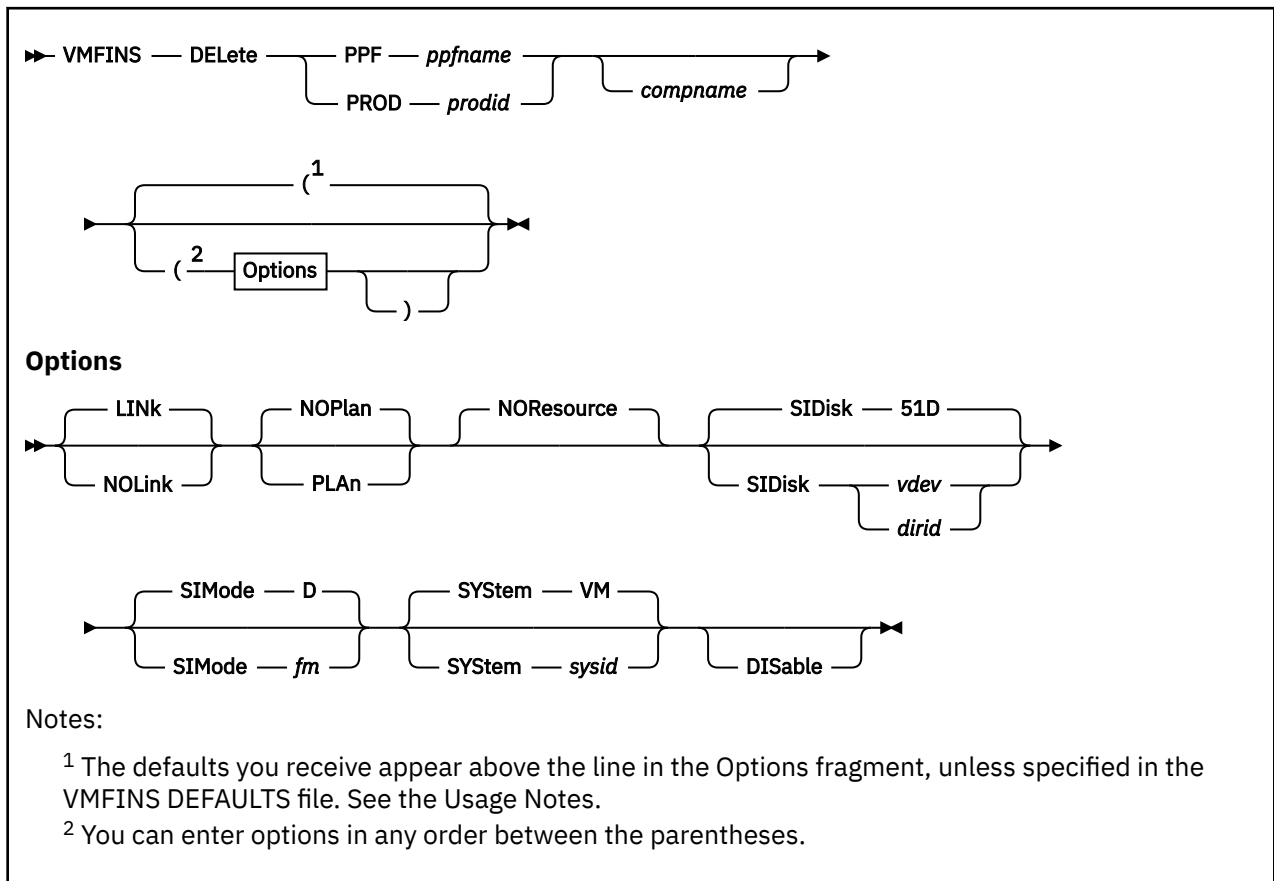 VMFINS DELete PPF ppfname
PROD prodid compname
( 1
( 2 Options )
Options
LINk NOPlan NOResource SIDisk 51D
NOLink PLAn SIDisk vdev
dirid
SIMode D SYStem VM
SIMode fm SYStem sysid DISable
Notes:
1 The defaults you receive appear above the line in the Options fragment, unless specified in the
VMFINS DEFAULTS file. See the Usage Notes.
2 You can enter options in any order between the parentheses.